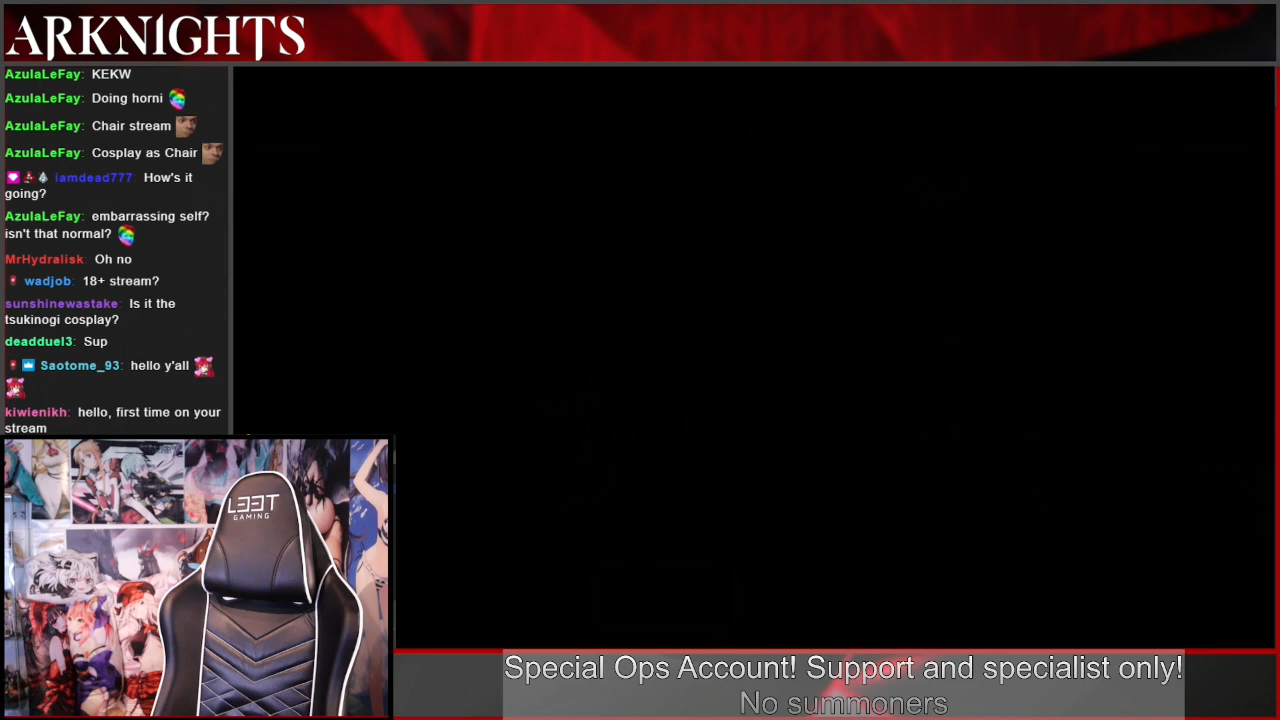 ARKNIGHTS
AzulaLeFay: KEKW
AzulaLeFay: Doing horni
AzulaLeFay: Chair stream
AzulaLeFay: Cosplay as Chair
iamdead777: How's it
going?
AzulaLeFay: embarrassing self?
isn't that normal?
MrHydralisk: Oh no
wadjob: 18+ stream?
sunshinewastake: Is it the
tsukinogi cosplay?
deadduel3: Sup
Saotome_93: hello y'all
kiwienikh: hello, first time on your
stream
L33T
GAMING
Special Ops Account! Support and specialist only!
No summoners